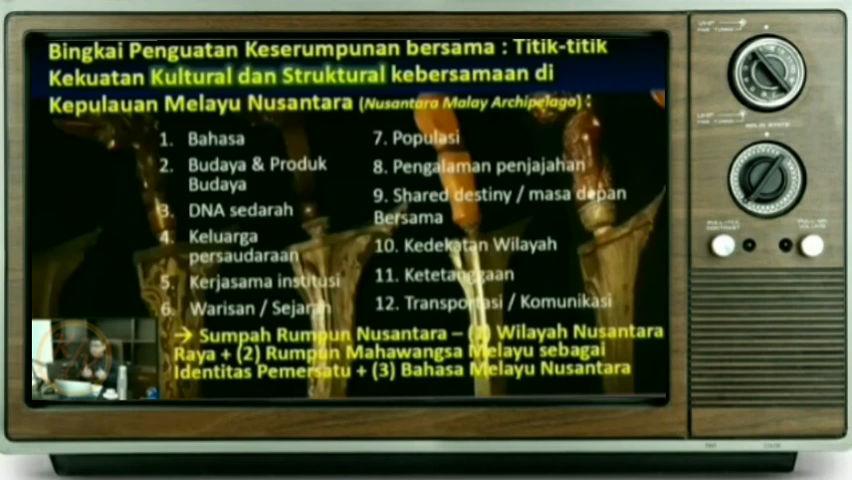 Bingkai Penguatan Keserumpunan bersama : Titik-titik
Kekuatan Kultural dan Struktural kebersamaan di
Kepulauan Melayu Nusantara (Nusantara Malay Archipelago) :
1. Bahasa
2. Budaya & Produk
Budaya
3. DNA sedarah
4. Keluarga
persaudaraan
5. Kerjasama institusi
6. Warisan / Sejarah
7. Populasi
8. Pengalaman penjajahan
9. Shared destiny / masa depan
Bersama
10. Kedekatan Wilayah
11. Ketetanggaan
12. Transportasi / Komunikasi
→ Sumpah Rumpun Nusantara – (1) Wilayah Nusantara
Raya + (2) Rumpun Mahawangsa Melayu sebagai
Identitas Pemersatu + (3) Bahasa Melayu Nusantara